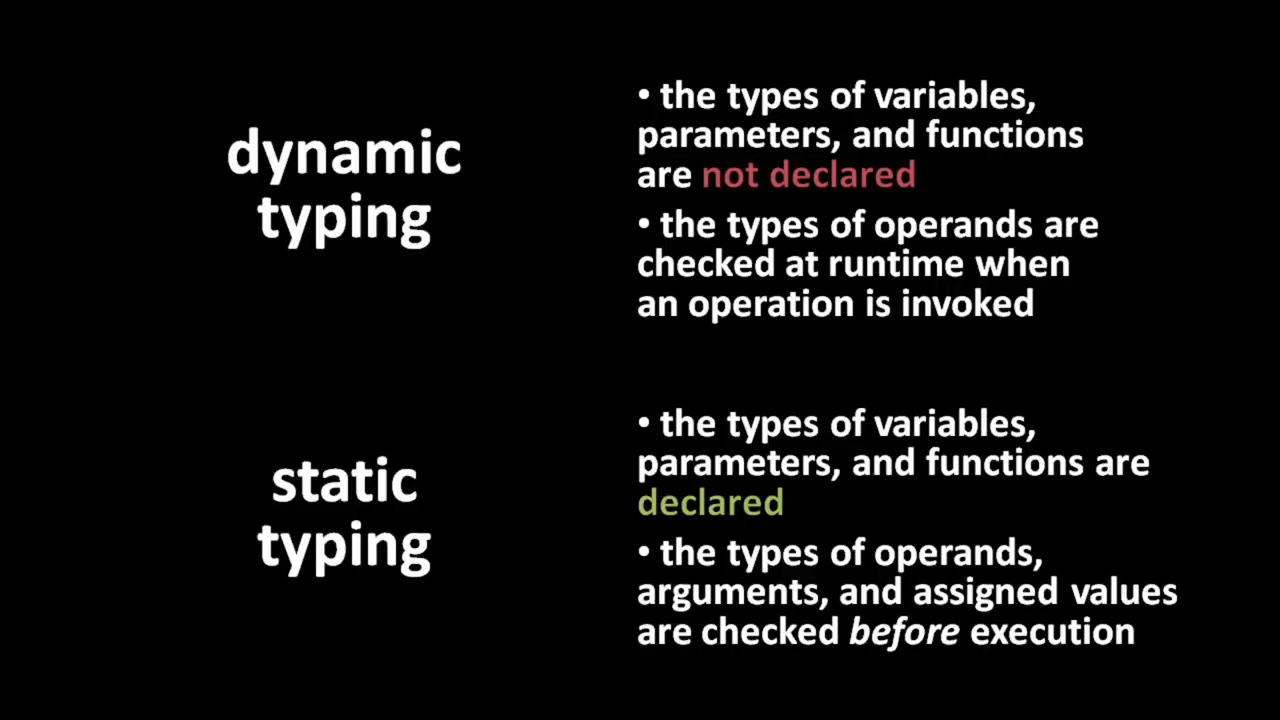 dynamic
typing
• the types of variables,
parameters, and functions
are not declared
• the types of operands are
checked at runtime when
an operation is invoked
static
typing
• the types of variables,
parameters, and functions are
declared
• the types of operands,
arguments, and assigned values
are checked before execution